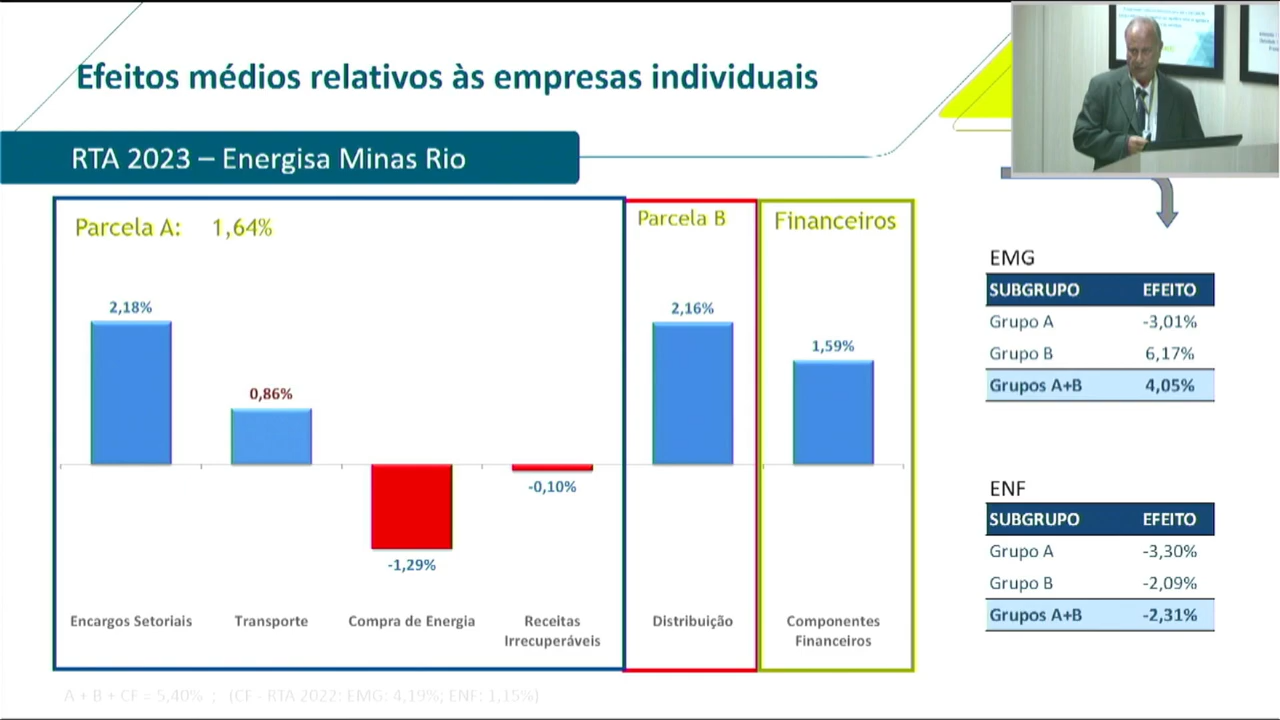 Efeitos médios relativos às empresas individuais
RTA 2023 – Energisa Minas Rio
Parcela A: 1,64%
Parcela B
Financeiros
2,18%
0,86%
-1,29%
-0,10%
2,16%
1,59%
Encargos Setoriais
Transporte
Compra de Energia
Receitas
Irrecuperáveis
Distribuição
Componentes
Financeiros
A + B + CF = 5,40% ; (CF - RTA 2022: EMG: 4,19%; ENF: 1,15%)
EMG
SUBGRUPO EFEITO
Grupo A -3,01%
Grupo B 6,17%
Grupos A+B 4,05%
ENF
SUBGRUPO EFEITO
Grupo A -3,30%
Grupo B -2,09%
Grupos A+B -2,31%